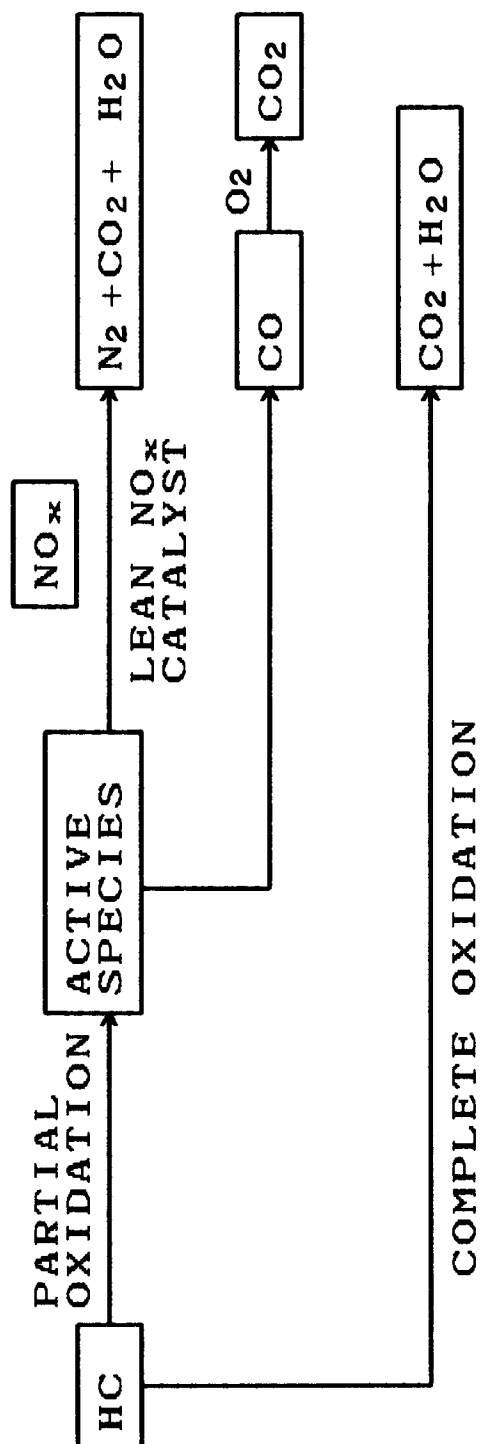 HC
PARTIAL
OXIDATION
ACTIVE
SPECIES
NOx
LEAN NOx
CATALYST
N2+CO2+ H2O
CO
O2
CO2
COMPLETE OXIDATION
CO2+H2O